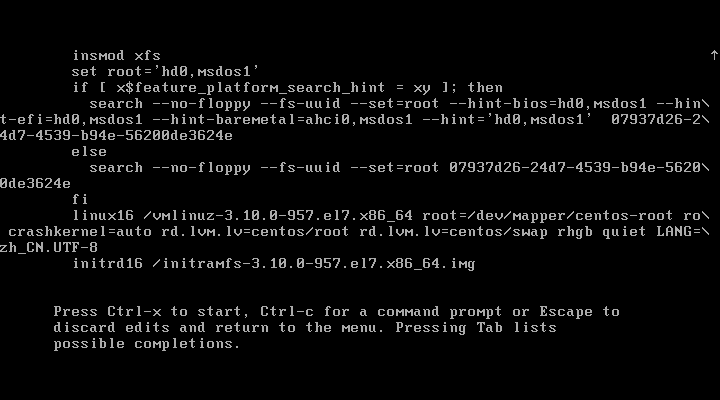 insmod xfs
↑
set root='hd0,msdos1'
if [ x$feature_platform_search_hint = xy ]; then
search --no-floppy --fs-uuid --set=root --hint-bios=hd0,msdos1 --hin\
t-efi=hd0,msdos1 --hint-baremetal=ahci0,msdos1 --hint='hd0,msdos1'  07937d26-2\
4d7-4539-b94e-56200de3624e
else
search --no-floppy --fs-uuid --set=root 07937d26-24d7-4539-b94e-5620\
0de3624e
fi
linux16 /vmlinuz-3.10.0-957.el7.x86_64 root=/dev/mapper/centos-root ro\
crashkernel=auto rd.lvm.lv=centos/root rd.lvm.lv=centos/swap rhgb quiet LANG=\
zh_CN.UTF-8
initrd16 /initramfs-3.10.0-957.el7.x86_64.img
Press Ctrl-x to start, Ctrl-c for a command prompt or Escape to
discard edits and return to the menu. Pressing Tab lists
possible completions.